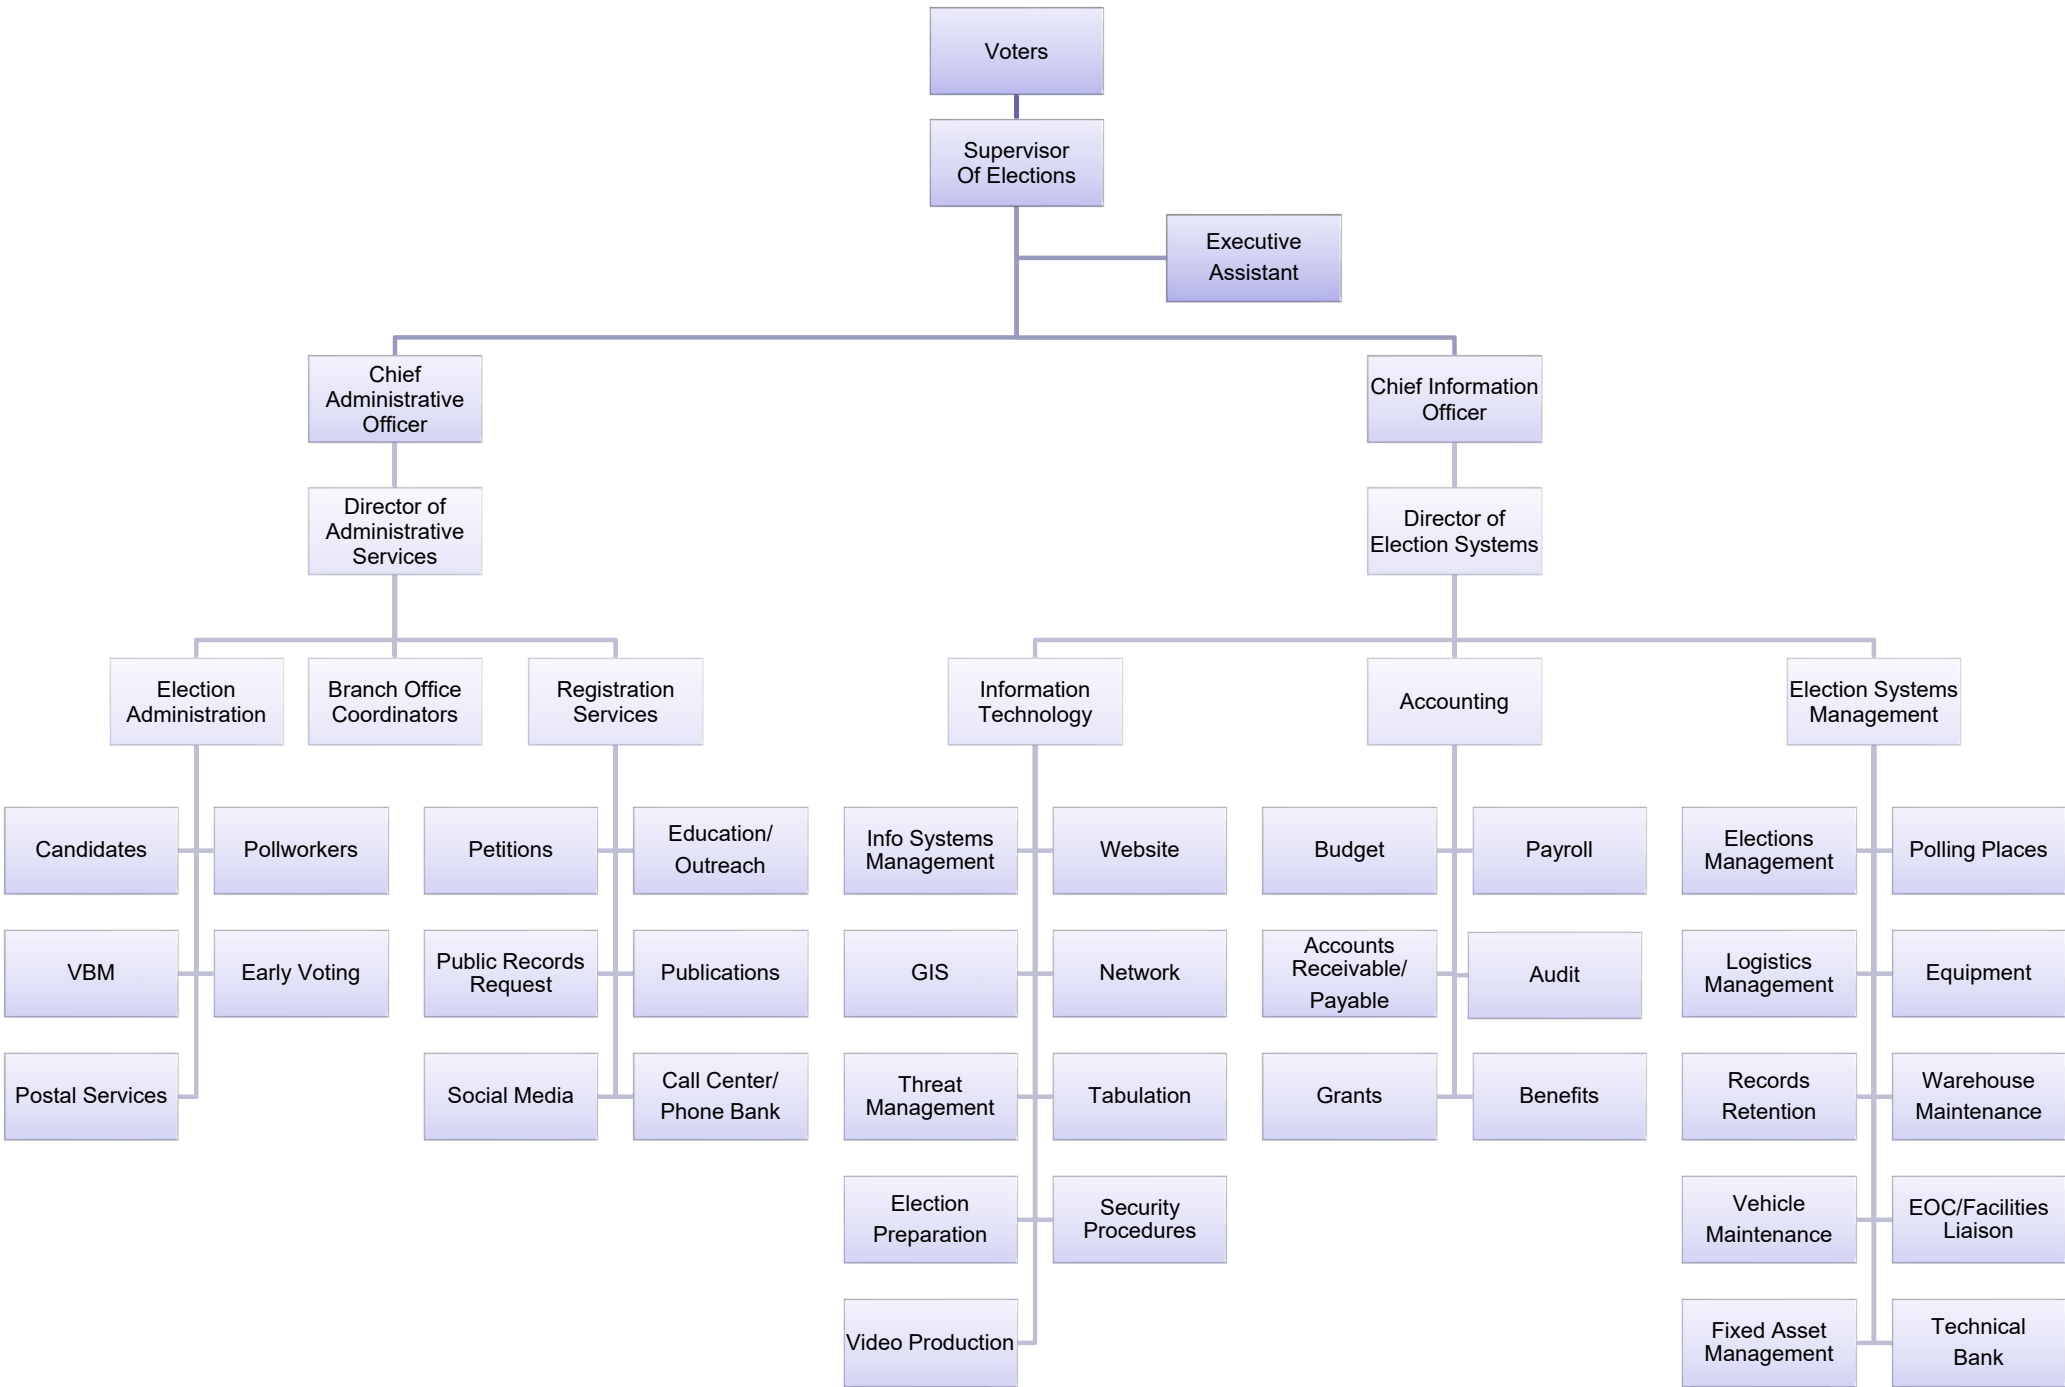 Voters
Supervisor
Of Elections
Executive
Assistant
Chief
Administrative
Officer
Chief Information
Officer
Director of
Administrative
Services
Director of
Election Systems
Election
Administration
Branch Office
Coordinators
Registration
Services
Information
Technology
Accounting
Election Systems
Management
Candidates
Pollworkers
Petitions
Education/
Outreach
Info Systems
Management
Website
Budget
Payroll
Elections
Management
Polling Places
VBM
Early Voting
Public Records
Request
Publications
GIS
Network
Accounts
Receivable/
Payable
Audit
Logistics
Management
Equipment
Postal Services
Social Media
Call Center/
Phone Bank
Threat
Management
Tabulation
Grants
Benefits
Records
Retention
Warehouse
Maintenance
Election
Preparation
Security
Procedures
Vehicle
Maintenance
EOC/Facilities
Liaison
Video Production
Fixed Asset
Management
Technical
Bank